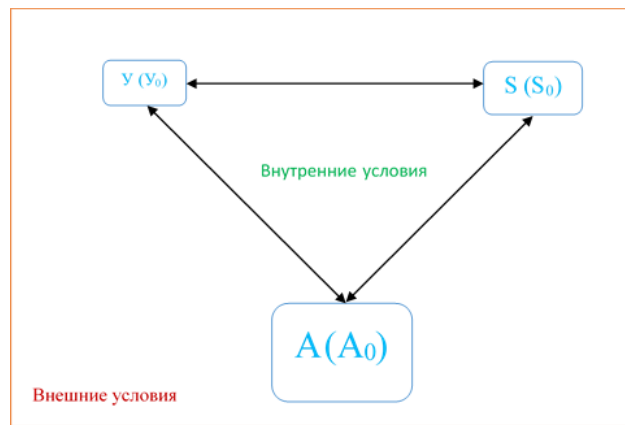 У (У₀)
S (S₀)
Внутренние условия
A (A₀)
Внешние условия